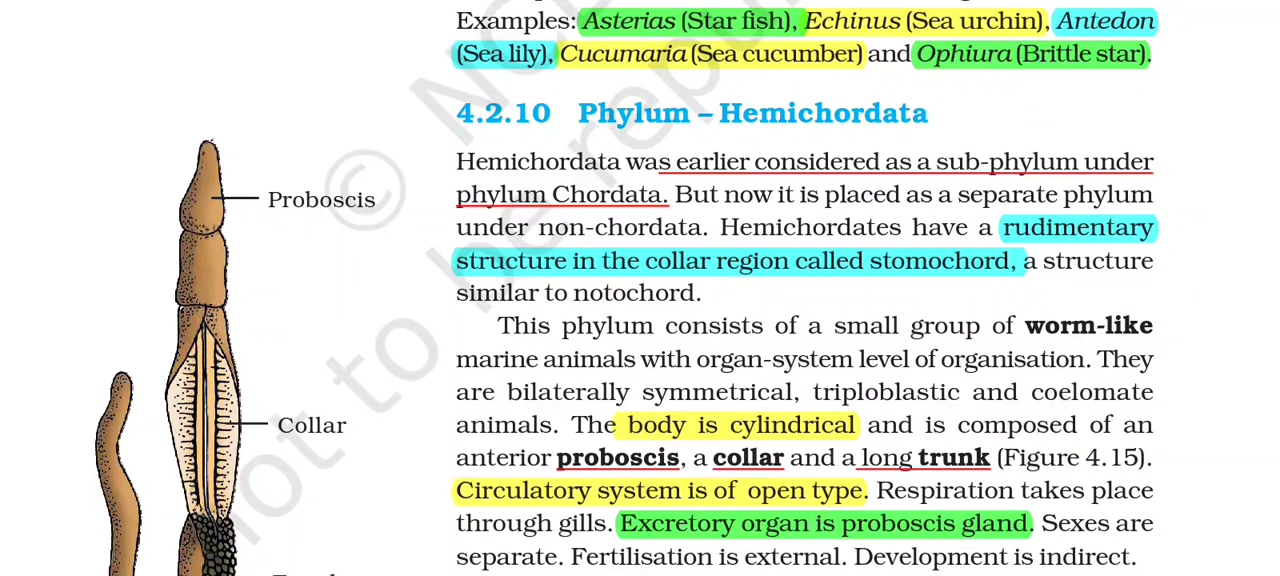 Examples: Asterias (Star fish), Echinus (Sea urchin), Antedon
(Sea lily), Cucumaria (Sea cucumber) and Ophiura (Brittle star).
4.2.10 Phylum – Hemichordata
Hemichordata was earlier considered as a sub-phylum under
phylum Chordata. But now it is placed as a separate phylum
under non-chordata. Hemichordates have a rudimentary
structure in the collar region called stomochord, a structure
similar to notochord.
This phylum consists of a small group of worm-like
marine animals with organ-system level of organisation. They
are bilaterally symmetrical, triploblastic and coelomate
animals. The body is cylindrical and is composed of an
anterior proboscis, a collar and a long trunk (Figure 4.15).
Circulatory system is of open type. Respiration takes place
through gills. Excretory organ is proboscis gland. Sexes are
separate. Fertilisation is external. Development is indirect.
Proboscis
Collar
© NC
not to be repu